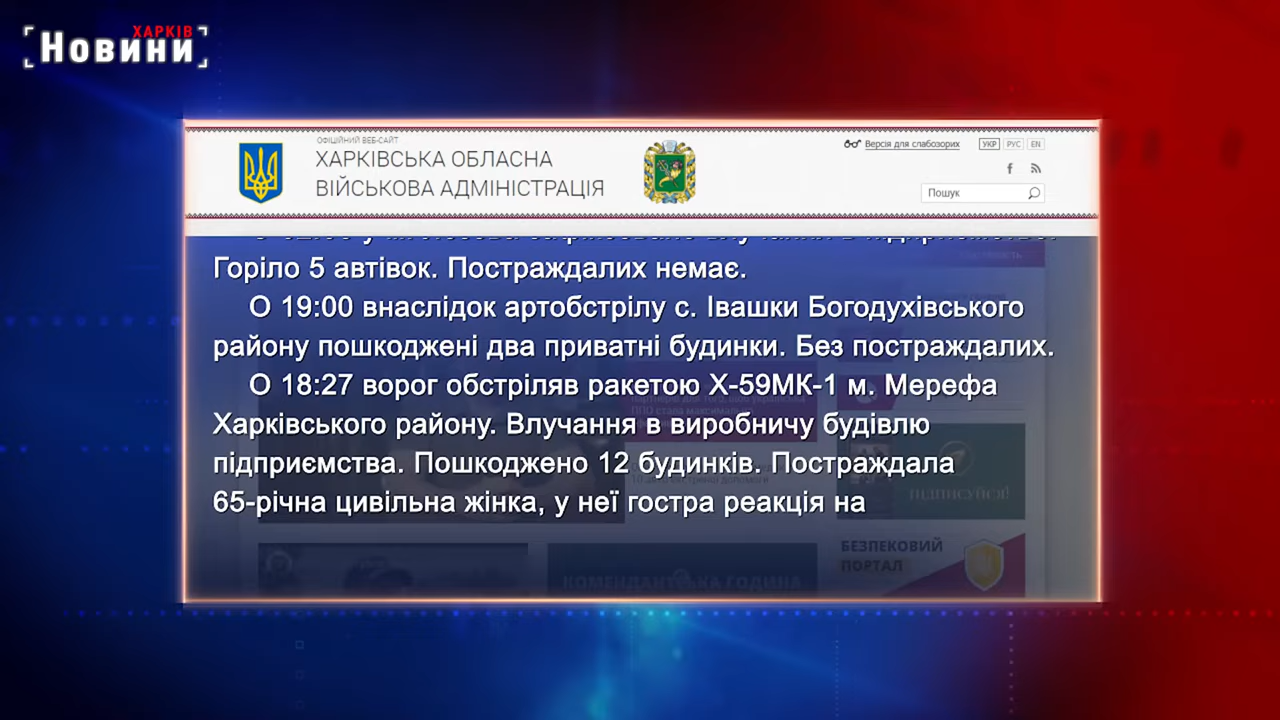 ХАРКІВ
Новини
ОФІЦІЙНИЙ ВЕБ-САЙТ
ХАРКІВСЬКА ОБЛАСНА
ВІЙСЬКОВА АДМІНІСТРАЦІЯ
Версія для слабозорих
УКР РУС EN
Пошук
Горіло 5 автівок. Постраждалих немає.
О 19:00 внаслідок артобстрілу с. Івашки Богодухівського
району пошкоджені два приватні будинки. Без постраждалих.
О 18:27 ворог обстріляв ракетою Х-59МК-1 м. Мерефа
Харківського району. Влучання в виробничу будівлю
підприємства. Пошкоджено 12 будинків. Постраждала
65-річна цивільна жінка, у неї гостра реакція на
ПІДПИСУЙСЯ!
БЕЗПЕКОВИЙ
ПОРТАЛ
КОМЕНДАНТСЬКА ГОДИНА